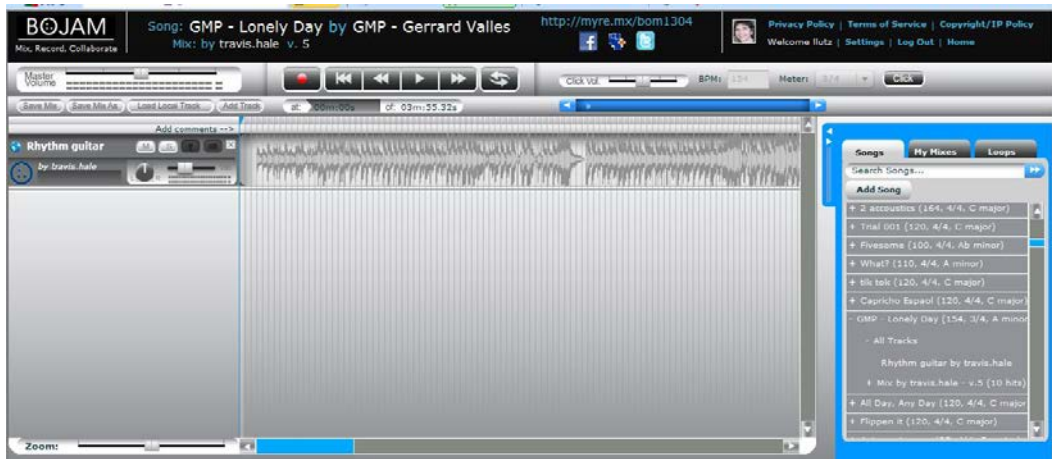 BOJAM
Mix, Record, Collaborate
Song: GMP - Lonely Day by GMP - Gerrard Valles
Mix: by travis.hale v. 5
http://myre.mx/bom1304
Privacy Policy | Terms of Service | Copyright/IP Policy
Welcome llutz | Settings | Log Out | Home
Master Volume
Click Vol.
BPM: 154
Meter: 3/4
Click
Save Mix
Save Mix As
Load Local Track
Add Track
at: 00m:00s of: 03m:55.32s
Add comments -->
Rhythm guitar
M
S
by travis.hale
Songs
My Mixes
Loops
Search Songs...
Add Song
+ 2 accoustics (164, 4/4, C major)
+ Trial 001 (120, 4/4, C major)
+ Fivesome (100, 4/4, Ab minor)
+ What? (110, 4/4, A minor)
+ tik tok (120, 4/4, C major)
+ Capricho Espaol (120, 4/4, C major)
- GMP - Lonely Day (154, 3/4, A minor
- All Tracks
Rhythm guitar by travis.hale
+ Mix by travis.hale - v.5 (10 hits)
+ All Day, Any Day (120, 4/4, C major
+ Flippen it (120, 4/4, C major)
Zoom: